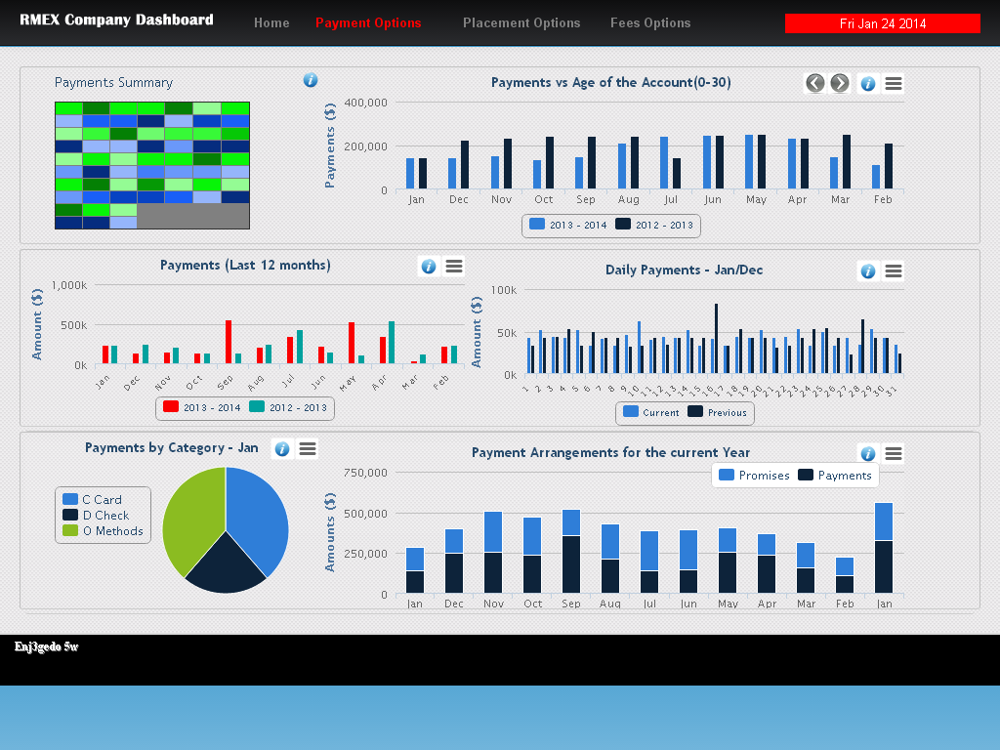 RMEX Company Dashboard
Home Payment Options Placement Options Fees Options
Fri Jan 24 2014
Payments Summary
Payments vs Age of the Account(0-30)
Payments ($)
400,000
200,000
0
Jan Dec Nov Oct Sep Aug Jul Jun May Apr Mar Feb
2013 - 2014 2012 - 2013
Payments (Last 12 months)
Amount ($)
1,000k
500k
0k
Jan Dec Nov Oct Sep Aug Jul Jun May Apr Mar Feb
2013 - 2014 2012 - 2013
Daily Payments - Jan/Dec
Amount ($)
100k
50k
0k
1 2 3 4 5 6 7 8 9 10 11 12 13 14 15 16 17 18 19 20 21 22 23 24 25 26 27 28 29 30 31
Current Previous
Payments by Category - Jan
C Card
D Check
O Methods
Payment Arrangements for the current Year
Promises Payments
Amounts ($)
750,000
500,000
250,000
0
Jan Dec Nov Oct Sep Aug Jul Jun May Apr Mar Feb Jan
Enj3gedo 5w